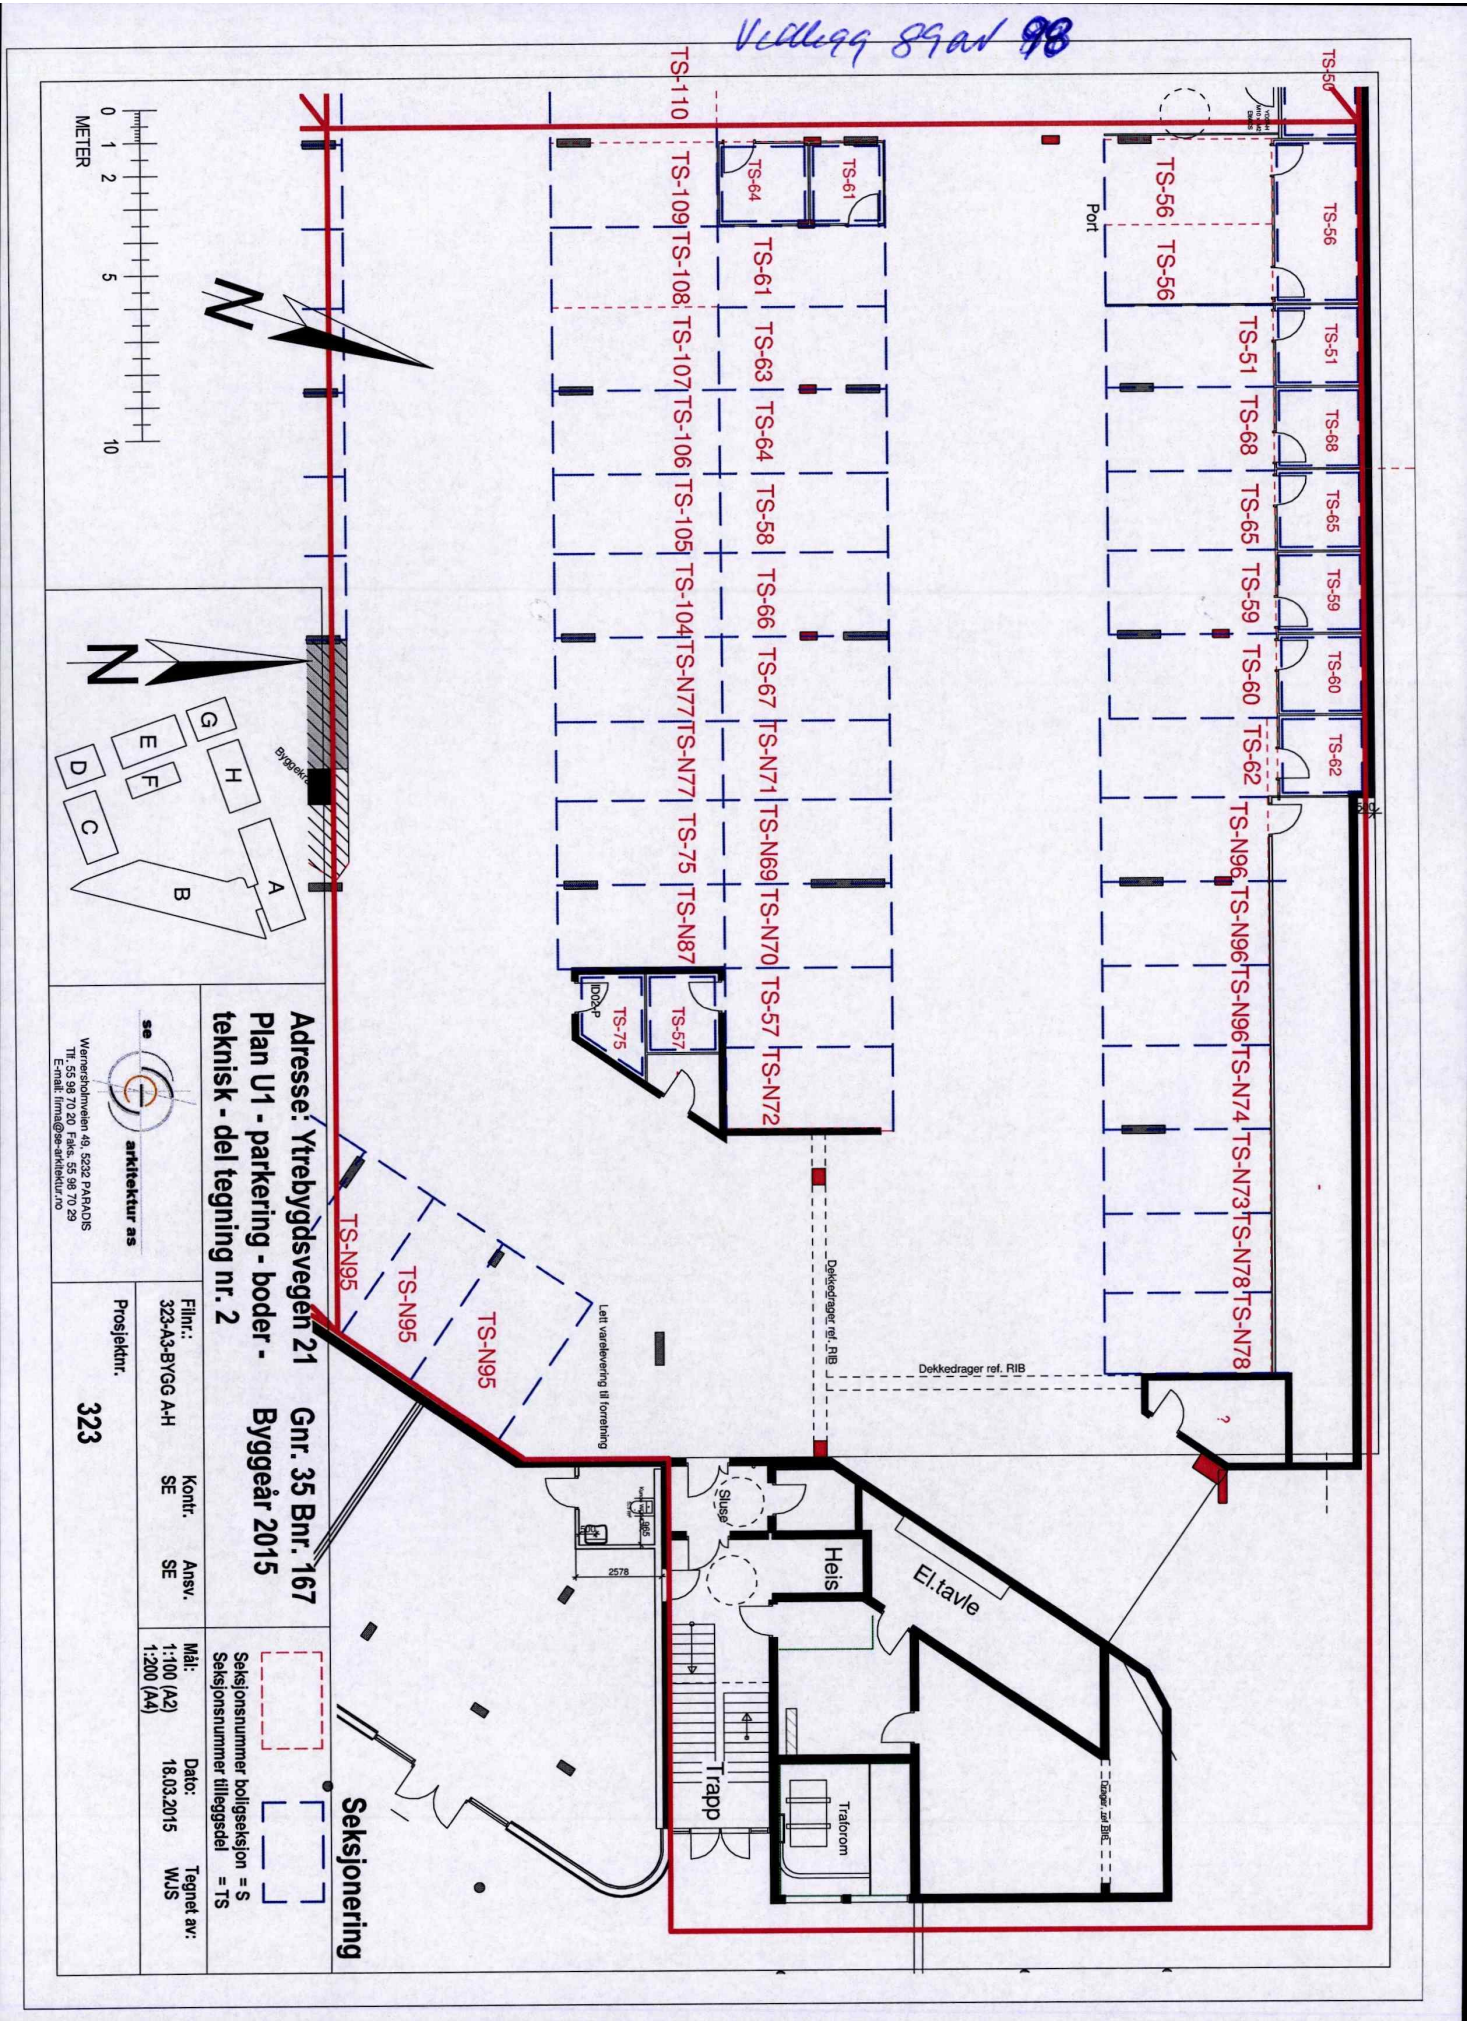 Vedlegg 89 av 98
TS-50
TS-110
TS-109
TS-108
TS-107
TS-106
TS-105
TS-104
TS-N77
TS-N77
TS-75
TS-N87
TS-64
TS-61
TS-61
TS-63
TS-64
TS-58
TS-66
TS-67
TS-N71
TS-N69
TS-N70
TS-57
TS-N72
TS-75
TS-57
ID02-P
Port
TS-56
TS-56
TS-51
TS-68
TS-65
TS-59
TS-60
TS-62
TS-N96
TS-N96
TS-N96
TS-N74
TS-N73
TS-N78
TS-N78
TS-56
TS-51
TS-68
TS-65
TS-59
TS-60
TS-62
?
TS-N95
TS-N95
TS-N95
Lett varelevering til forretning
Dekkedrager ref. RIB
Dekkedrager ref. RIB
Sluse
Heis
El.tavle
Trapp
Traforom
2578
0 1 2 5 10
METER
N
N
G
E
F
D
H
C
A
B
se
arkitektur as
Wernersholmveien 49, 5232 PARADIS
Tlf. 55 98 70 20 Faks. 55 98 70 29
E-mail: firma@se-arkitektur.no
Adresse: Ytrebygdsvegen 21 Gnr. 35 Bnr. 167
Plan U1 - parkering - boder - Byggeår 2015
teknisk - del tegning nr. 2
Filnr.: Kontr. Ansv.
323-A3-BYGG A-H SE SE
Prosjektnr.
323
Seksjonering
Seksjonsnummer boligseksjon = S
Seksjonsnummer tilleggsdel = TS
Mål: Dato: Tegnet av:
1:100 (A2) 18.03.2015 WJS
1:200 (A4)